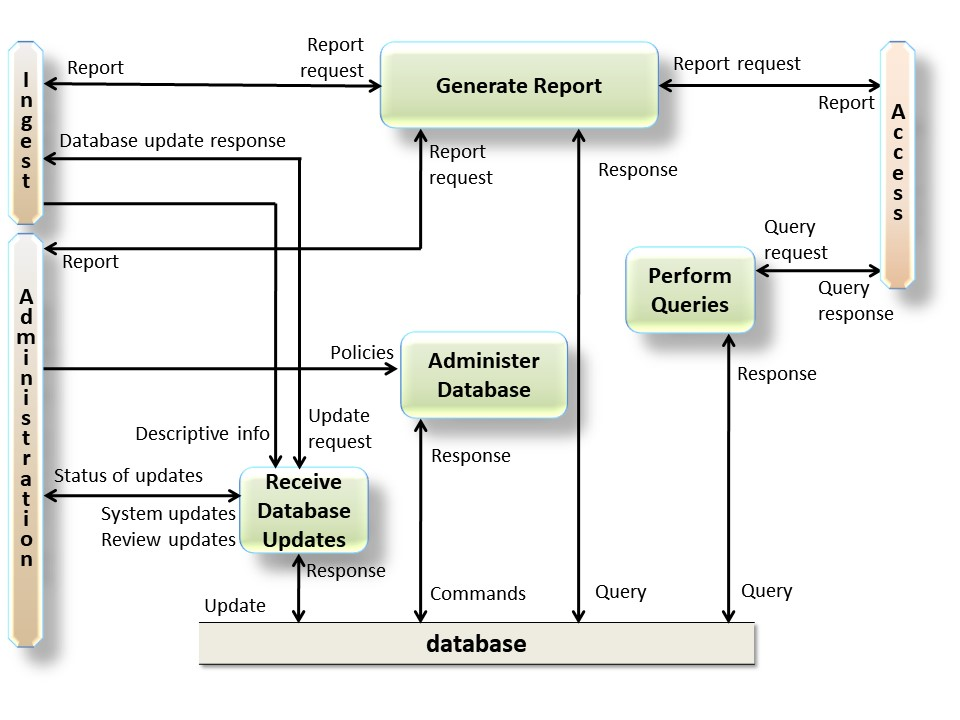 Ingest
Report
Report
request
Generate Report
Report request
Report
Access
Database update response
Report
request
Response
Report
Query
request
Perform
Queries
Query
response
Administration
Policies
Administer
Database
Response
Descriptive info
Update
request
Response
Status of updates
System updates
Review updates
Receive
Database
Updates
Response
Update
Commands
Query
Query
database